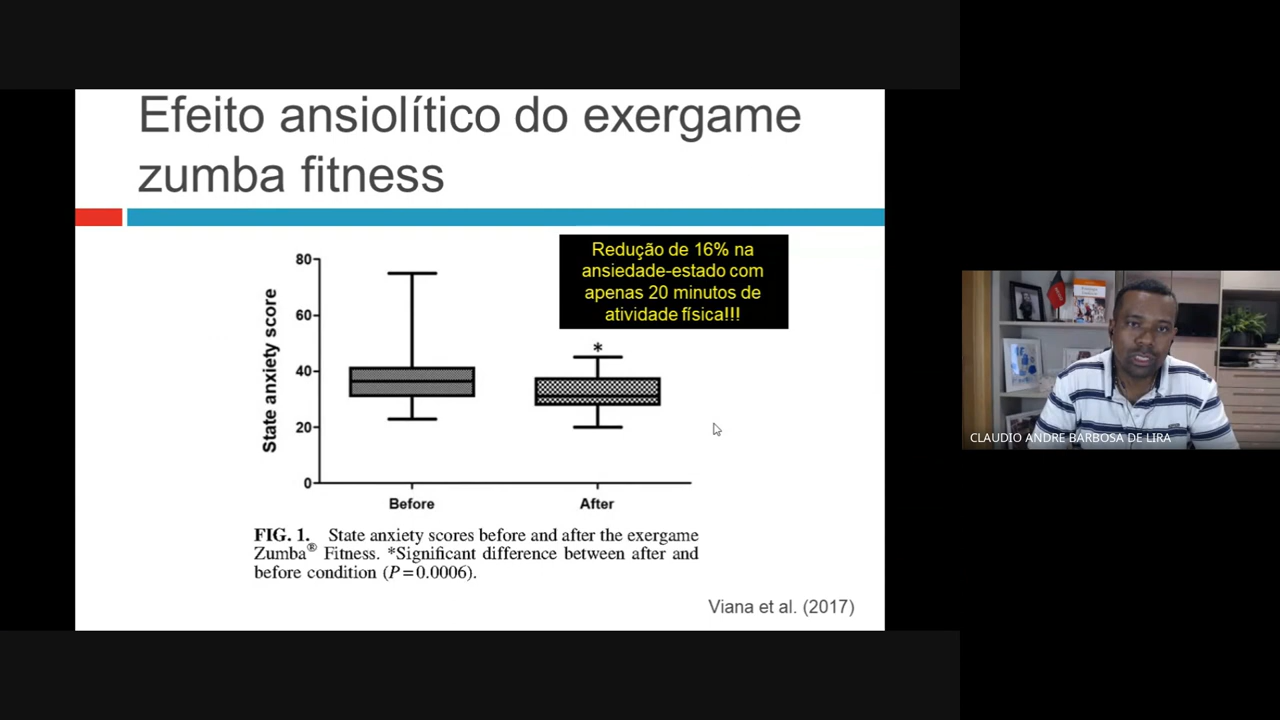 Efeito ansiolítico do exergame
zumba fitness
Redução de 16% na
ansiedade-estado com
apenas 20 minutos de
atividade física!!!
State anxiety score
80
60
40
20
0
*
Before
After
FIG. 1. State anxiety scores before and after the exergame
Zumba® Fitness. *Significant difference between after and
before condition (P=0.0006).
Viana et al. (2017)
CLAUDIO ANDRE BARBOSA DE LIRA